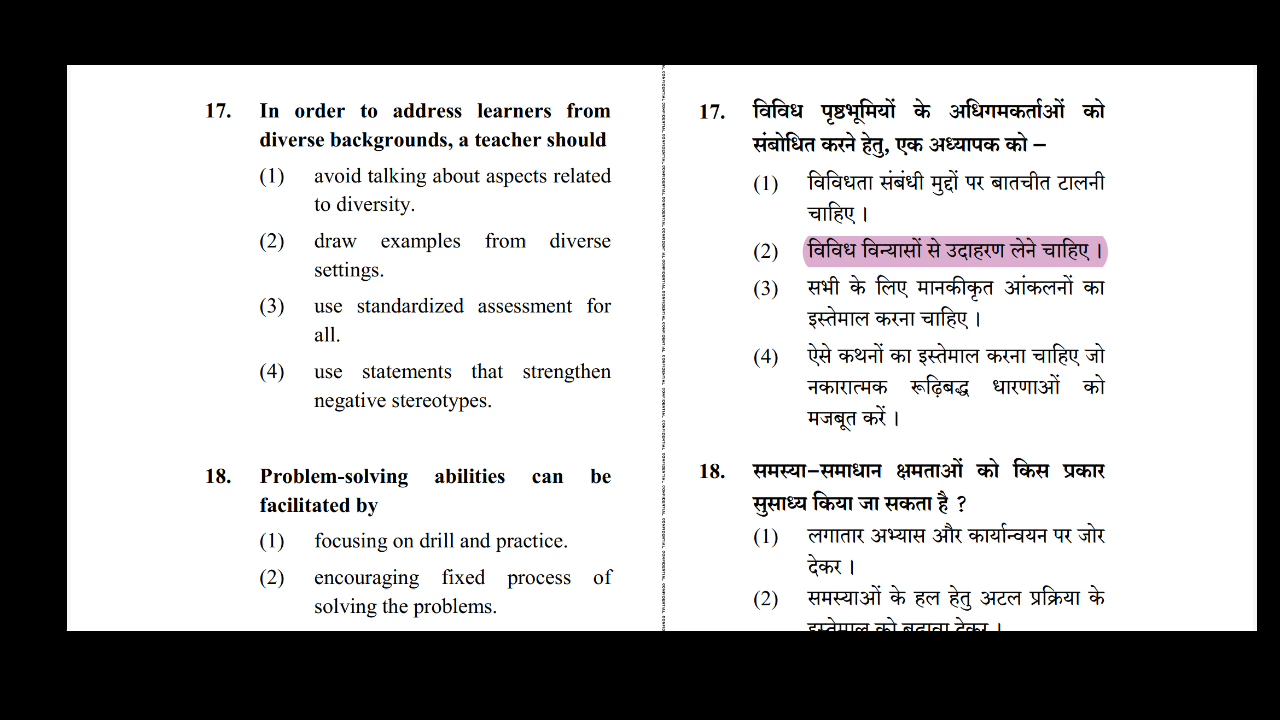 17. In order to address learners from
diverse backgrounds, a teacher should
(1) avoid talking about aspects related
to diversity.
(2) draw examples from diverse
settings.
(3) use standardized assessment for
all.
(4) use statements that strengthen
negative stereotypes.
18. Problem-solving abilities can be
facilitated by
(1) focusing on drill and practice.
(2) encouraging fixed process of
solving the problems.
17. विविध पृष्ठभूमियों के अधिगमकर्ताओं को
संबोधित करने हेतु, एक अध्यापक को –
(1) विविधता संबंधी मुद्दों पर बातचीत टालनी
चाहिए ।
(2) विविध विन्यासों से उदाहरण लेने चाहिए ।
(3) सभी के लिए मानकीकृत आंकलनों का
इस्तेमाल करना चाहिए ।
(4) ऐसे कथनों का इस्तेमाल करना चाहिए जो
नकारात्मक रूढ़िबद्ध धारणाओं को
मजबूत करें ।
18. समस्या–समाधान क्षमताओं को किस प्रकार
सुसाध्य किया जा सकता है ?
(1) लगातार अभ्यास और कार्यान्वयन पर जोर
देकर ।
(2) समस्याओं के हल हेतु अटल प्रक्रिया के
इस्तेमाल को बढ़ावा देकर ।